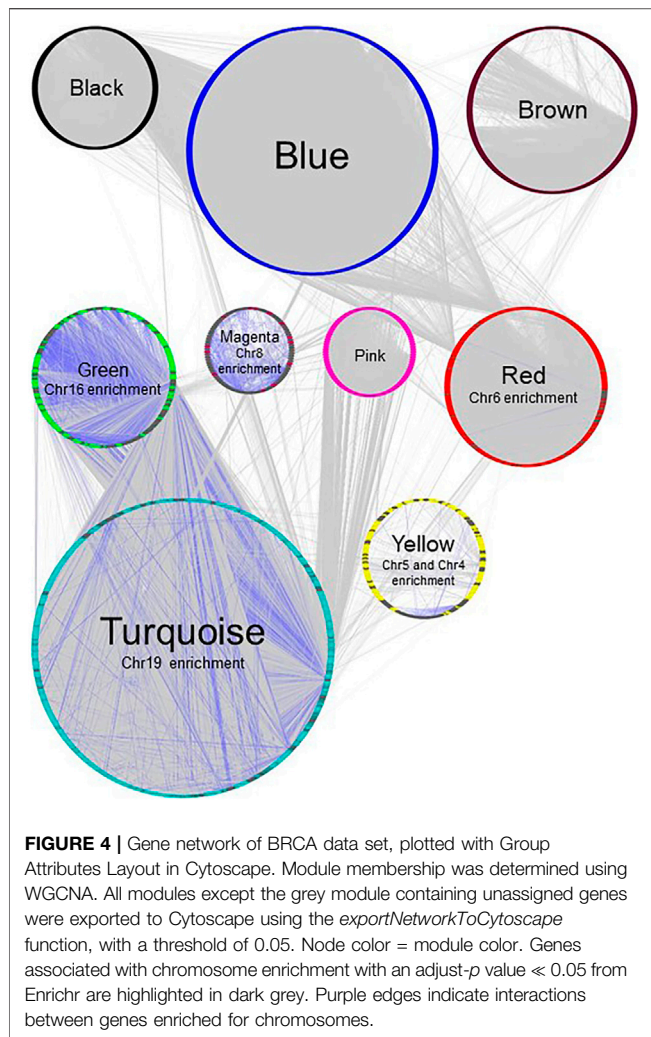 Black
Blue
Brown
Green
Chr16 enrichment
Magenta
Chr8
enrichment
Pink
Red
Chr6 enrichment
Yellow
Chr5 and Chr4
enrichment
Turquoise
Chr19 enrichment
FIGURE 4 | Gene network of BRCA data set, plotted with Group
Attributes Layout in Cytoscape. Module membership was determined using
WGCNA. All modules except the grey module containing unassigned genes
were exported to Cytoscape using the exportNetworkToCytoscape
function, with a threshold of 0.05. Node color = module color. Genes
associated with chromosome enrichment with an adjust-p value ≪ 0.05 from
Enrichr are highlighted in dark grey. Purple edges indicate interactions
between genes enriched for chromosomes.